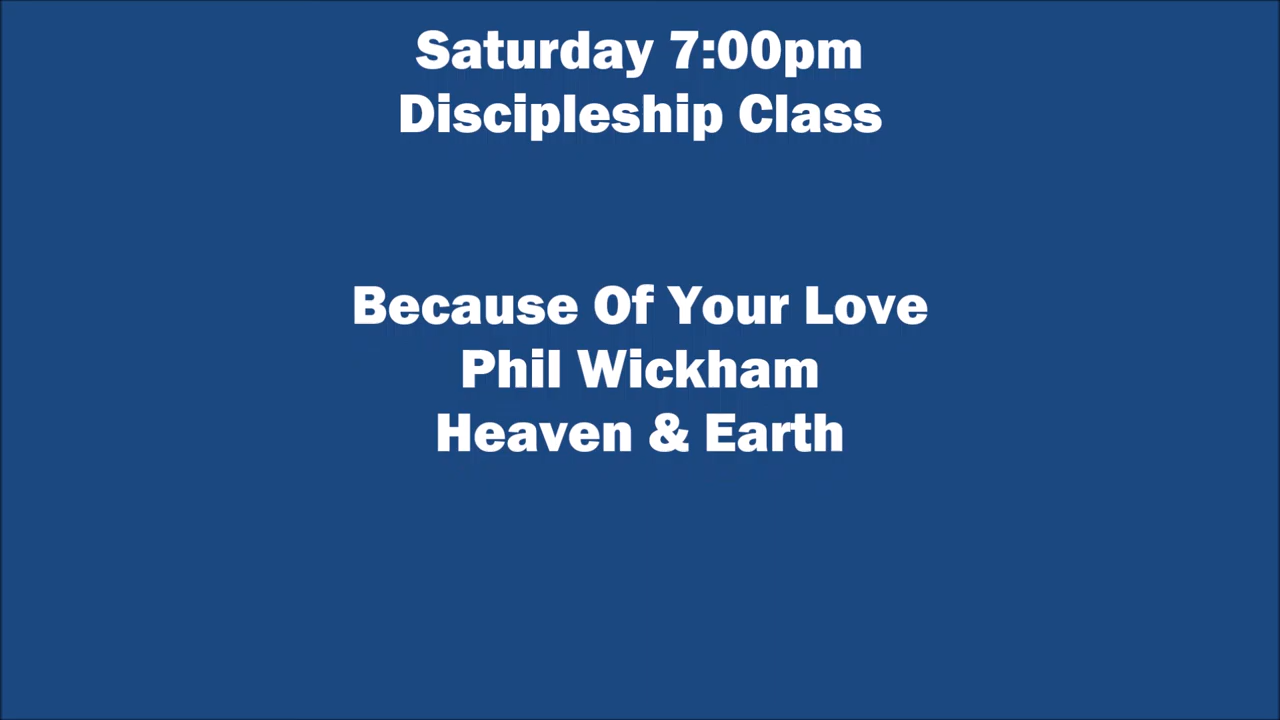 Saturday 7:00pm
Discipleship Class
Because Of Your Love
Phil Wickham
Heaven & Earth